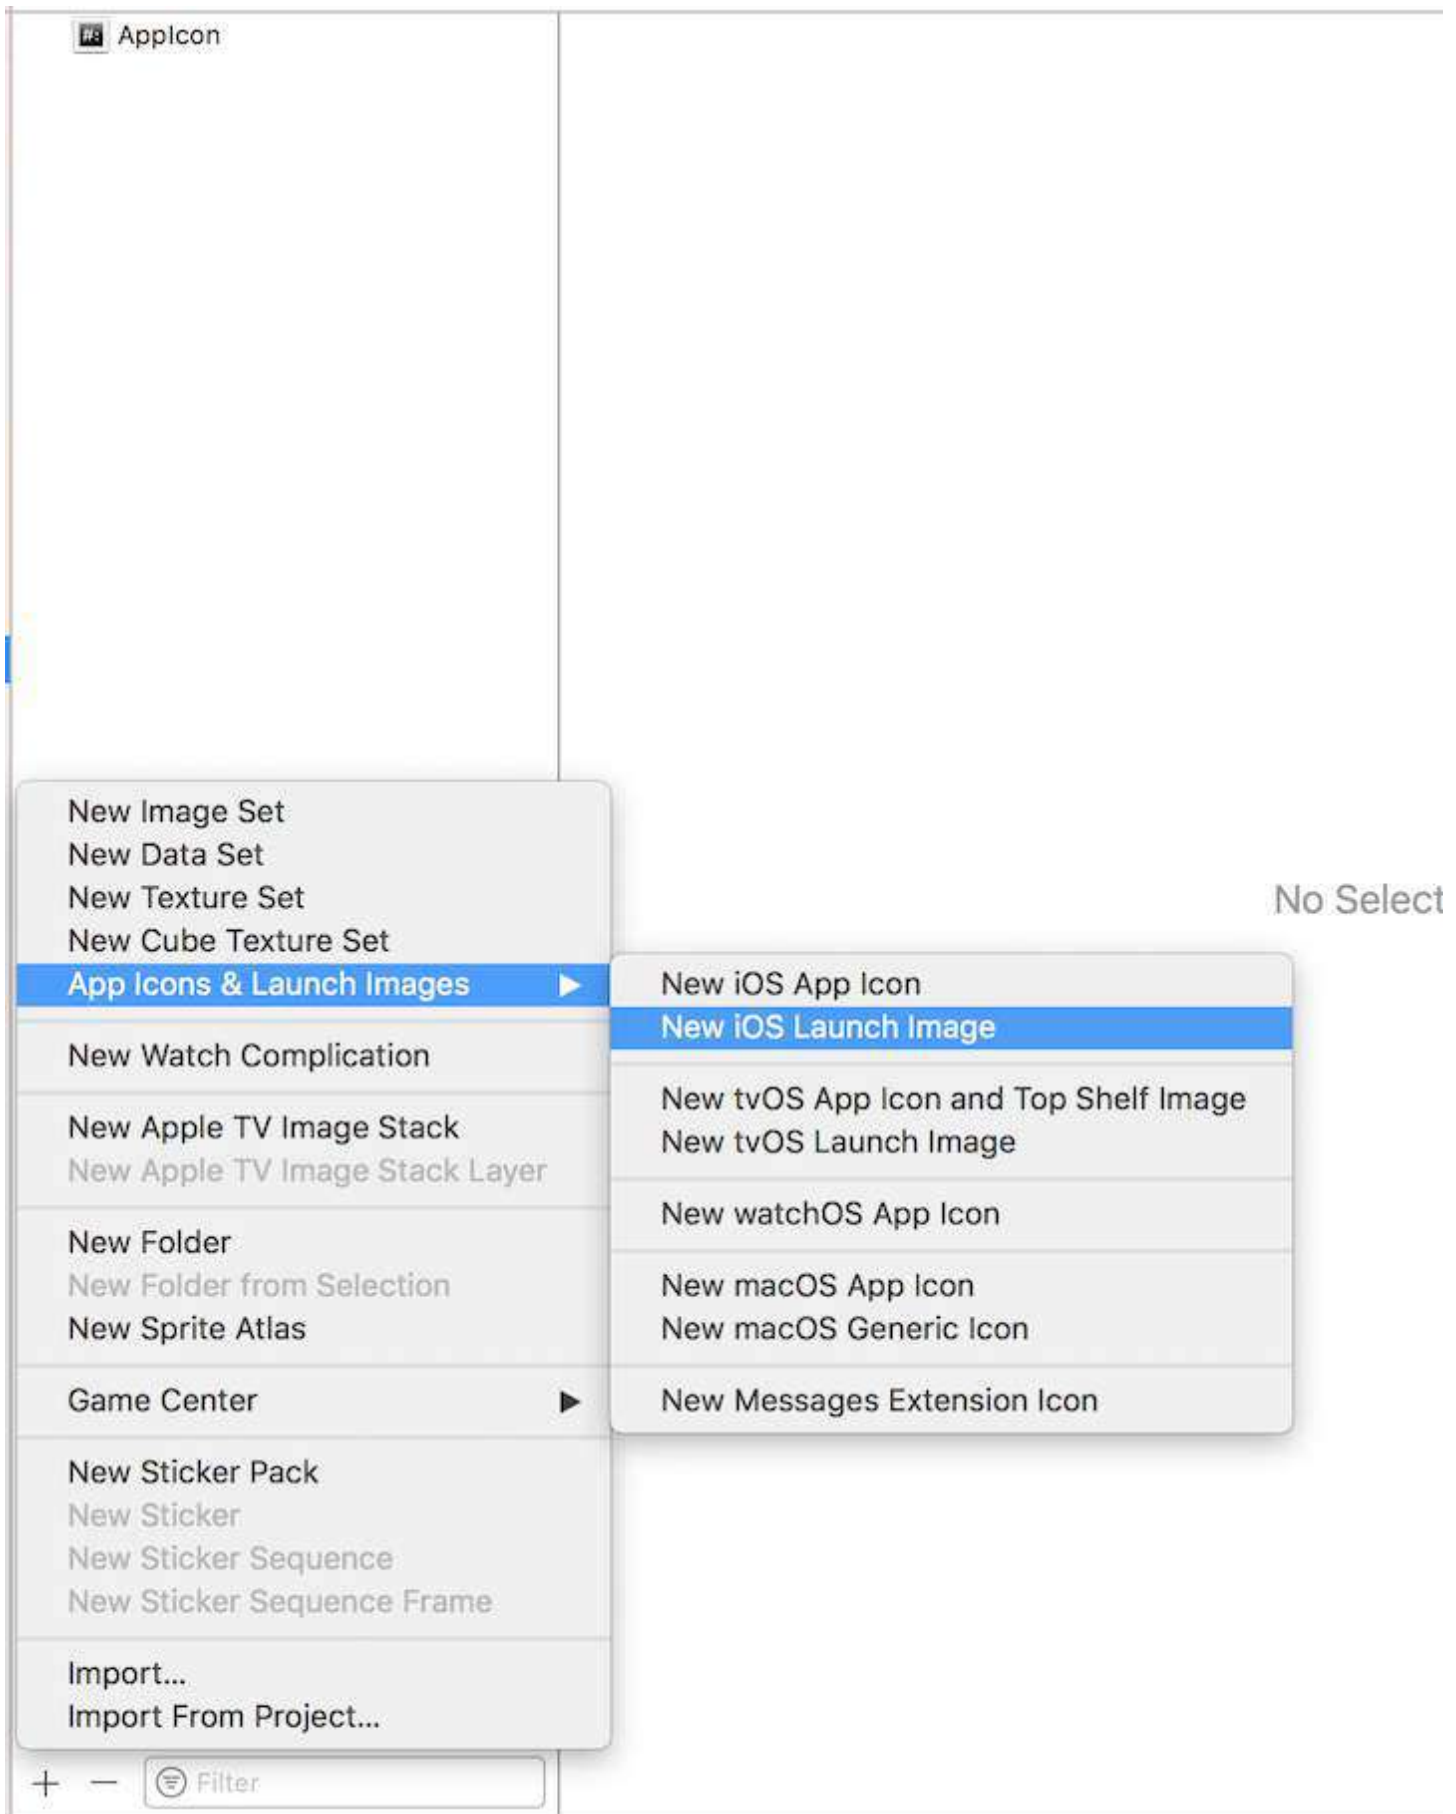 AppIcon
New Image Set
New Data Set
New Texture Set
New Cube Texture Set
App Icons & Launch Images
New Watch Complication
New Apple TV Image Stack
New Apple TV Image Stack Layer
New Folder
New Folder from Selection
New Sprite Atlas
Game Center
New Sticker Pack
New Sticker
New Sticker Sequence
New Sticker Sequence Frame
Import...
Import From Project...
Filter
No Select
New iOS App Icon
New iOS Launch Image
New tvOS App Icon and Top Shelf Image
New tvOS Launch Image
New watchOS App Icon
New macOS App Icon
New macOS Generic Icon
New Messages Extension Icon